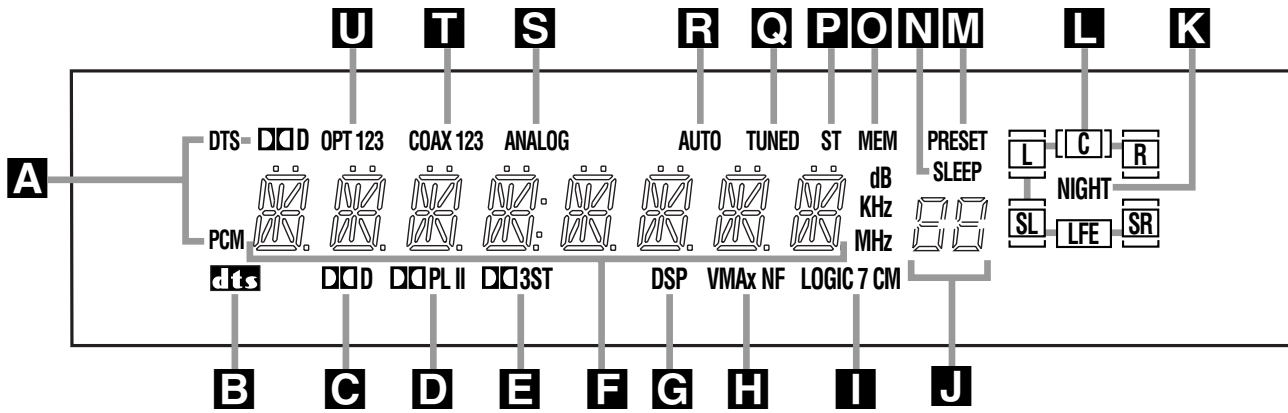 U T S R Q P O N M L K
DTS D OPT 123 COAX 123 ANALOG AUTO TUNED ST MEM PRESET L C R
A dB SLEEP
KHz NIGHT
PCM MHz SL LFE SR
dts D PL II 3ST DSP VMAx NF LOGIC 7 CM
B C D E F G H I J